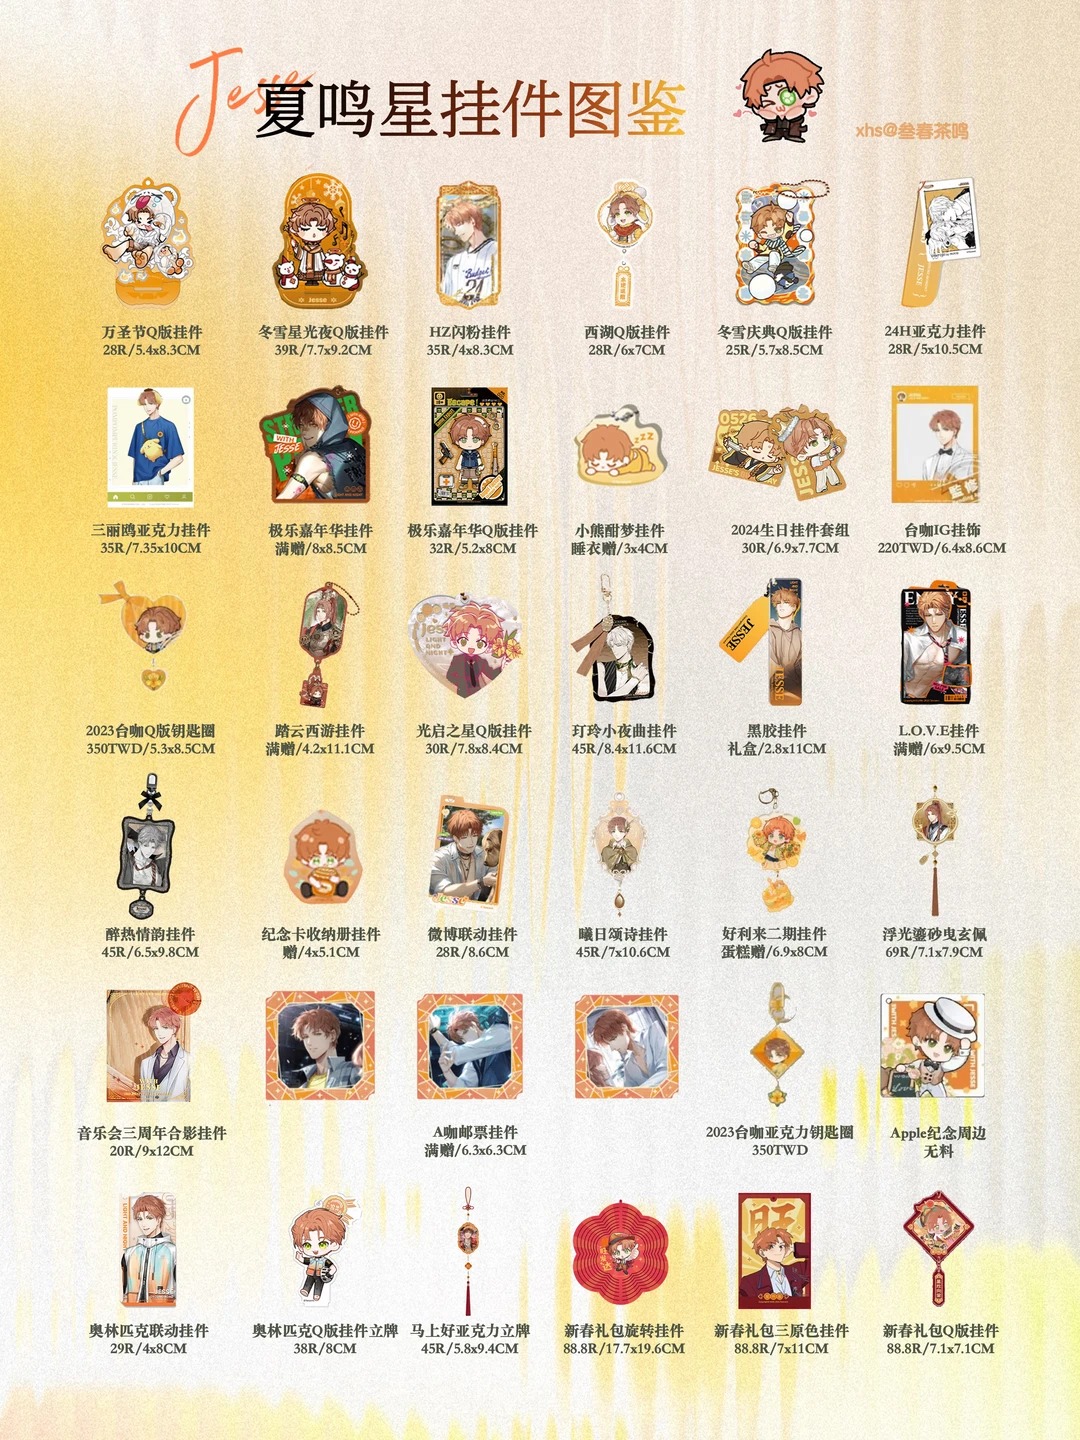 Jesse
夏鸣星挂件图鉴
xhs@叁春茶鸣
万圣节Q版挂件
28R/5.4x8.3CM
冬雪星光夜Q版挂件
39R/7.7x9.2CM
HZ闪粉挂件
35R/4x8.3CM
西湖Q版挂件
28R/6x7CM
冬雪庆典Q版挂件
25R/5.7x8.5CM
24H亚克力挂件
28R/5x10.5CM
三丽鸥亚克力挂件
35R/7.35x10CM
极乐嘉年华挂件
满赠/8x8.5CM
极乐嘉年华Q版挂件
32R/5.2x8CM
小熊酣梦挂件
睡衣赠/3x4CM
2024生日挂件套组
30R/6.9x7.7CM
台咖IG挂饰
220TWD/6.4x8.6CM
2023台咖Q版钥匙圈
350TWD/5.3x8.5CM
踏云西游挂件
满赠/4.2x11.1CM
光启之星Q版挂件
30R/7.8x8.4CM
玎玲小夜曲挂件
45R/8.4x11.6CM
黑胶挂件
礼盒/2.8x11CM
L.O.V.E挂件
满赠/6x9.5CM
醉热情韵挂件
45R/6.5x9.8CM
纪念卡收纳册挂件
赠/4x5.1CM
微博联动挂件
28R/8.6CM
曦日颂诗挂件
45R/7x10.6CM
好利来二期挂件
蛋糕赠/6.9x8CM
浮光鎏砂曳玄佩
69R/7.1x7.9CM
音乐会三周年合影挂件
20R/9x12CM
A咖邮票挂件
满赠/6.3x6.3CM
2023台咖亚克力钥匙圈
350TWD
Apple纪念周边
无料
奥林匹克联动挂件
29R/4x8CM
奥林匹克Q版挂件立牌
38R/8CM
马上好亚克力立牌
45R/5.8x9.4CM
新春礼包旋转挂件
88.8R/17.7x19.6CM
新春礼包三原色挂件
88.8R/7x11CM
新春礼包Q版挂件
88.8R/7.1x7.1CM